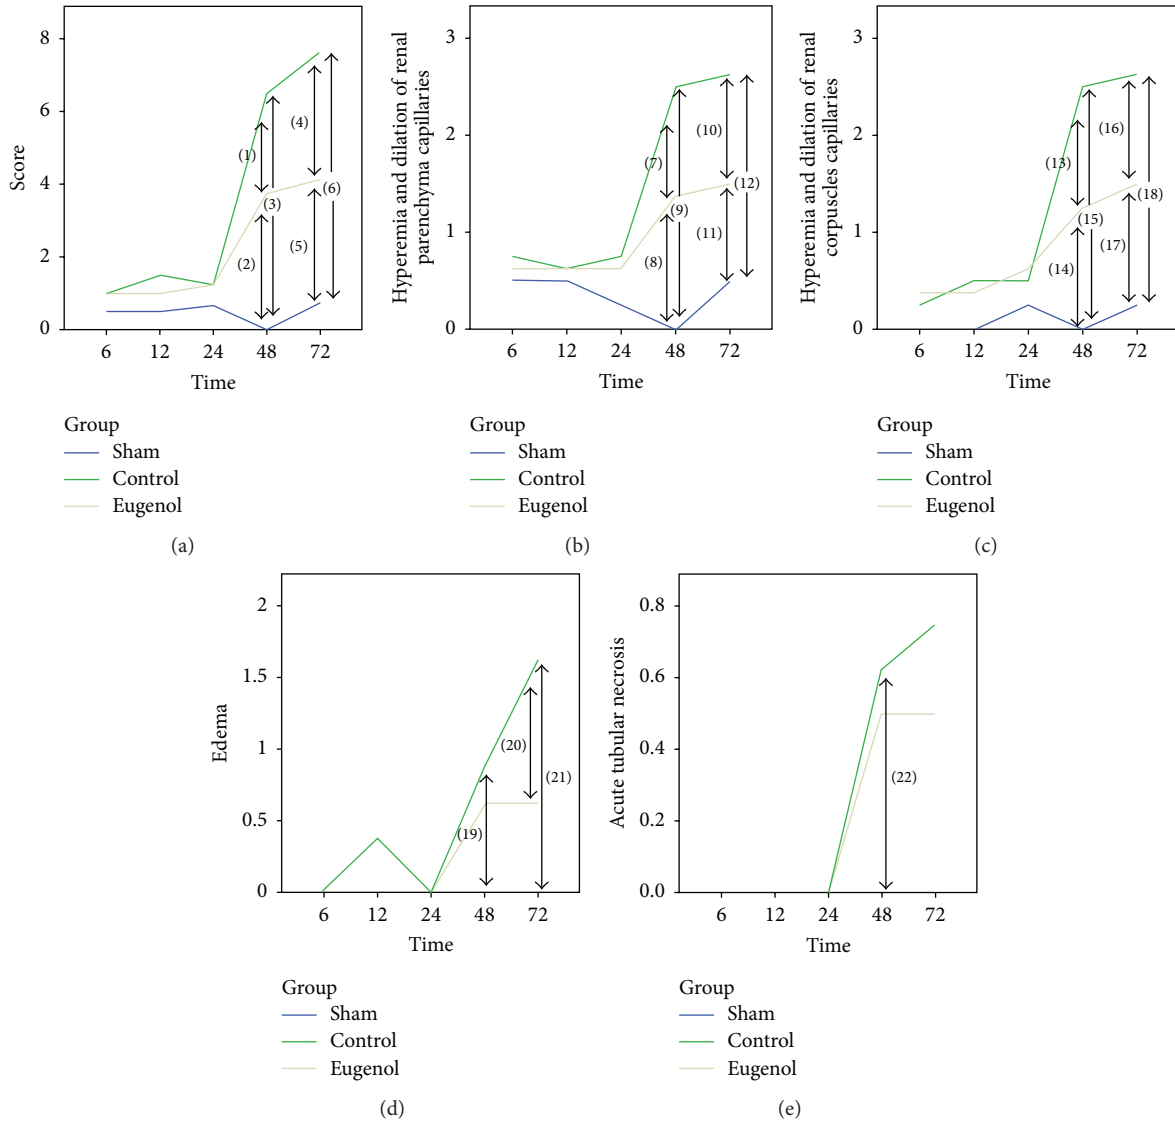 Score
8
6
4
2
0
(1)
(2)
(3)
(4)
(5)
(6)
6 12 24 48 72
Time
Group
Sham
Control
Eugenol
(a)
Hyperemia and dilation of renal
parenchyma capillaries
3
2
1
0
(7)
(8)
(9)
(10)
(11)
(12)
6 12 24 48 72
Time
Group
Sham
Control
Eugenol
(b)
Hyperemia and dilation of renal
corpuscles capillaries
3
2
1
0
(13)
(14)
(15)
(16)
(17)
(18)
6 12 24 48 72
Time
Group
Sham
Control
Eugenol
(c)
Edema
2
1.5
1
0.5
0
(19)
(20)
(21)
6 12 24 48 72
Time
Group
Sham
Control
Eugenol
(d)
Acute tubular necrosis
0.8
0.6
0.4
0.2
0.0
(22)
6 12 24 48 72
Time
Group
Sham
Control
Eugenol
(e)